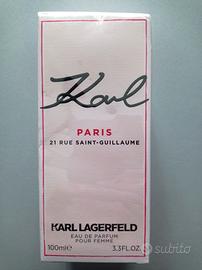 Karl
PARIS
21 RUE SAINT-GUILLAUME
KARL LAGERFELD
EAU DE PARFUM
POUR FEMME
100ml℮ 3.3FL.OZ.
subito